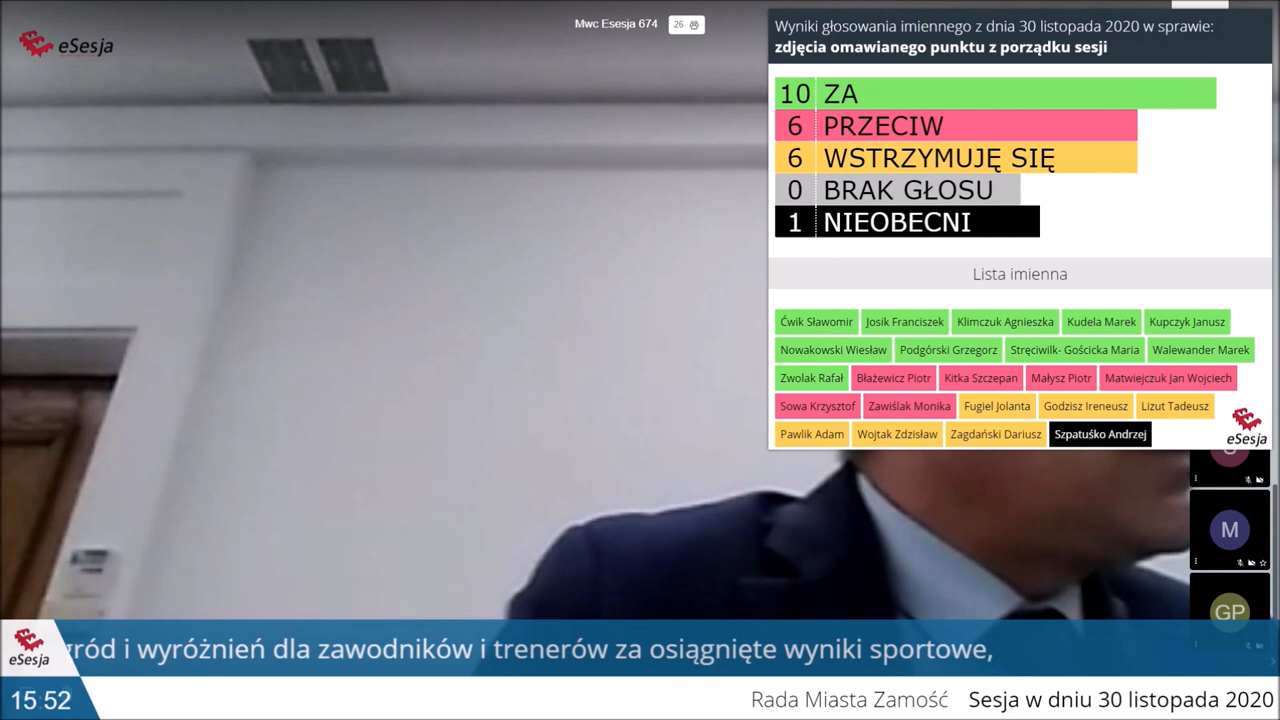 eSesja
Mwc Esesja 674
26
Wyniki głosowania imiennego z dnia 30 listopada 2020 w sprawie:
zdjęcia omawianego punktu z porządku sesji
10 ZA
6 PRZECIW
6 WSTRZYMUJĘ SIĘ
0 BRAK GŁOSU
1 NIEOBECNI
Lista imienna
Ćwik Sławomir Josik Franciszek Klimczuk Agnieszka Kudela Marek Kupczyk Janusz
Nowakowski Wiesław Podgórski Grzegorz Stręciwilk- Gościcka Maria Walewander Marek
Zwolak Rafał Błażewicz Piotr Kitka Szczepan Małysz Piotr Matwiejczuk Jan Wojciech
Sowa Krzysztof Zawiślak Monika Fugiel Jolanta Godzisz Ireneusz Lizut Tadeusz
Pawlik Adam Wojtak Zdzisław Zagdański Dariusz Szpatuśko Andrzej
eSesja
M
GP
eSesja
gród i wyróżnień dla zawodników i trenerów za osiągnięte wyniki sportowe,
15:52
Rada Miasta Zamość Sesja w dniu 30 listopada 2020